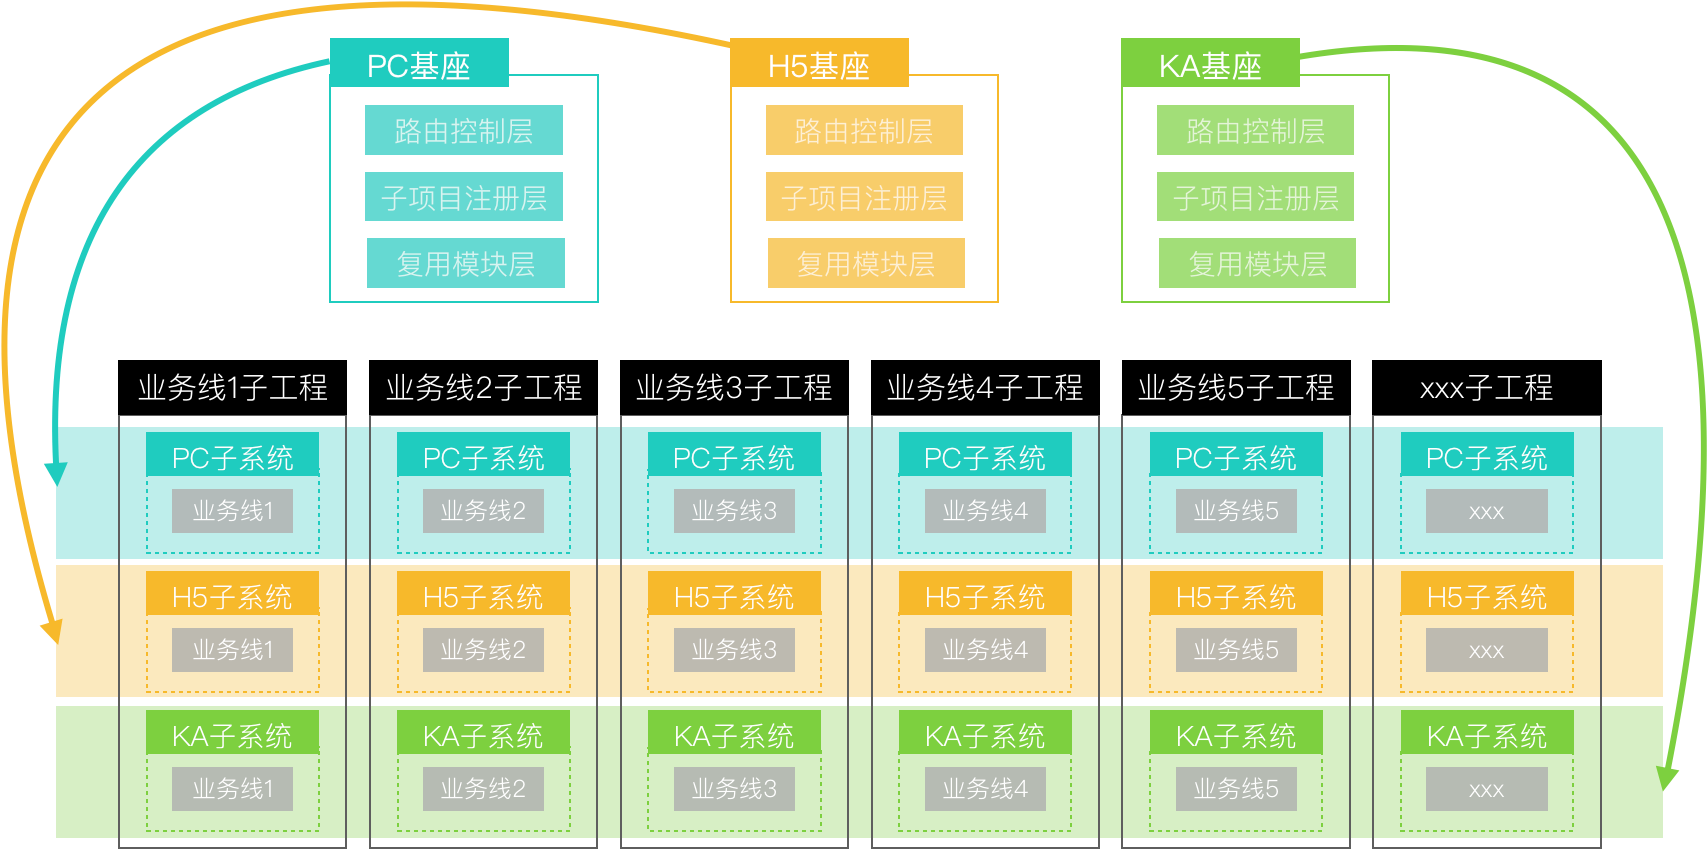 PC基座
H5基座
KA基座
路由控制层
路由控制层
路由控制层
子项目注册层
子项目注册层
子项目注册层
复用模块层
复用模块层
复用模块层
业务线1子工程
业务线2子工程
业务线3子工程
业务线4子工程
业务线5子工程
xxx子工程
PC子系统
PC子系统
PC子系统
PC子系统
PC子系统
PC子系统
业务线1
业务线2
业务线3
业务线4
业务线5
xxx
H5子系统
H5子系统
H5子系统
H5子系统
H5子系统
H5子系统
业务线1
业务线2
业务线3
业务线4
业务线5
xxx
KA子系统
KA子系统
KA子系统
KA子系统
KA子系统
KA子系统
业务线1
业务线2
业务线3
业务线4
业务线5
xxx